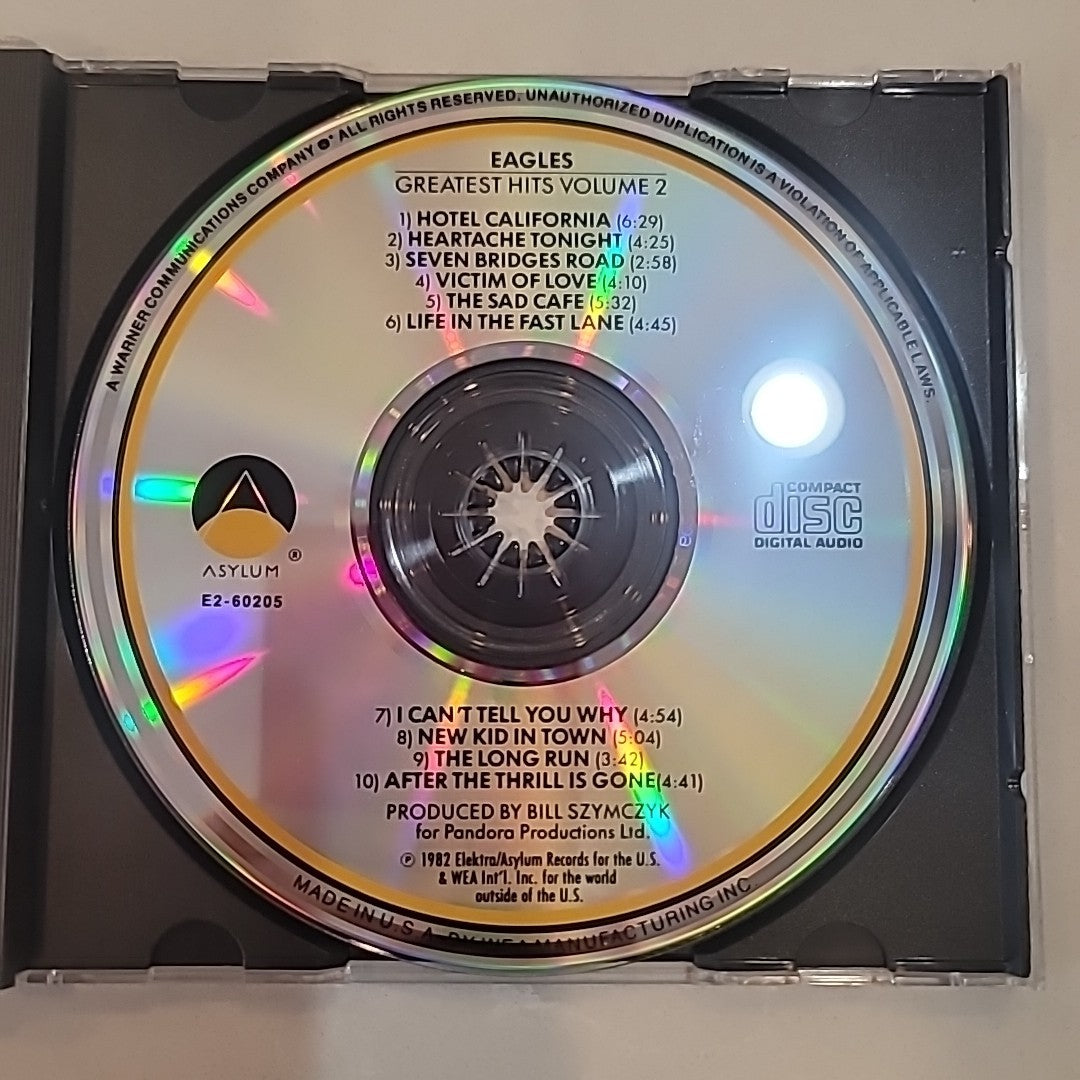 A WARNER COMMUNICATIONS COMPANY ALL RIGHTS RESERVED. UNAUTHORIZED DUPLICATION IS A VIOLATION OF APPLICABLE LAWS.
EAGLES
GREATEST HITS VOLUME 2
1) HOTEL CALIFORNIA (6:29)
2) HEARTACHE TONIGHT (4:25)
3) SEVEN BRIDGES ROAD (2:58)
4) VICTIM OF LOVE (4:10)
5) THE SAD CAFE (5:32)
6) LIFE IN THE FAST LANE (4:45)
ASYLUM ®
E2-60205
COMPACT
disc
DIGITAL AUDIO
7) I CAN'T TELL YOU WHY (4:54)
8) NEW KID IN TOWN (5:04)
9) THE LONG RUN (3:42)
10) AFTER THE THRILL IS GONE(4:41)
PRODUCED BY BILL SZYMCZYK
for Pandora Productions Ltd.
℗ 1982 Elektra/Asylum Records for the U.S.
& WEA Int'l. Inc. for the world
outside of the U.S.
MADE IN U.S.A. BY WEA MANUFACTURING INC.